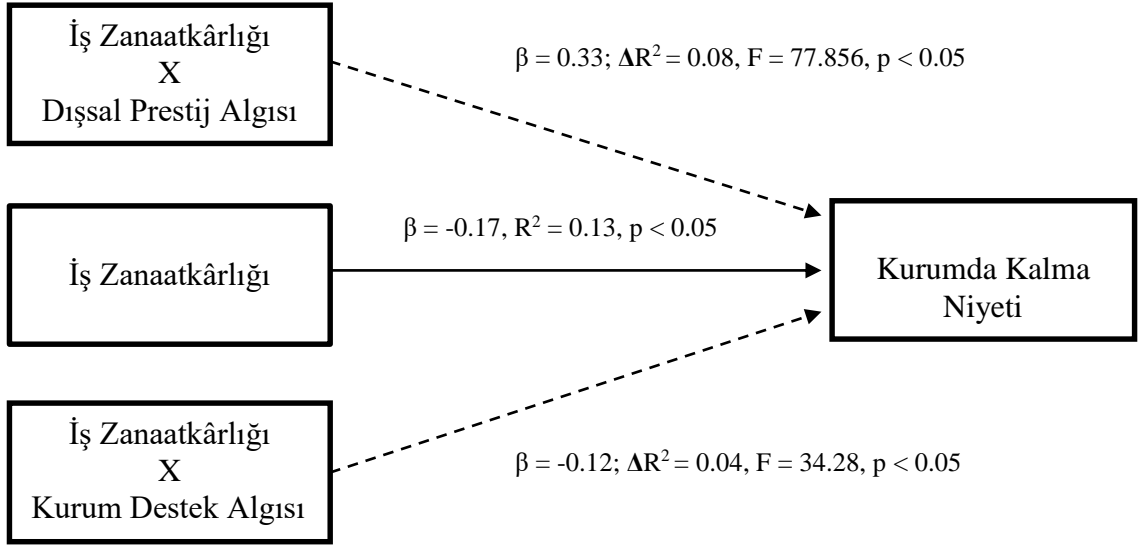 İş Zanaatkârlığı
X
Dışsal Prestij Algısı
β = 0.33; ΔR² = 0.08, F = 77.856, p < 0.05
β = -0.17, R² = 0.13, p < 0.05
İş Zanaatkârlığı
Kurumda Kalma
Niyeti
İş Zanaatkârlığı
X
Kurum Destek Algısı
β = -0.12; ΔR² = 0.04, F = 34.28, p < 0.05